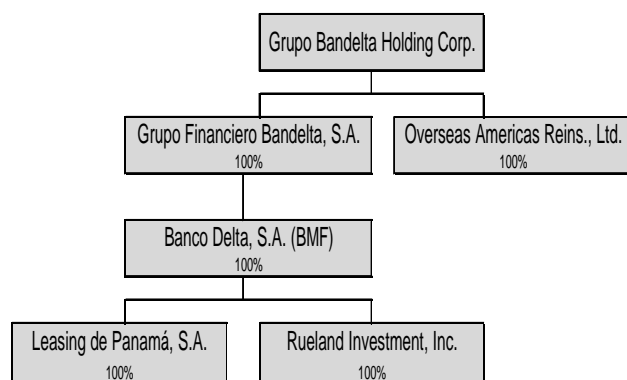 Grupo Bandelta Holding Corp.
Grupo Financiero Bandelta, S.A.
100%
Overseas Americas Reins., Ltd.
100%
Banco Delta, S.A. (BMF)
100%
Leasing de Panamá, S.A.
100%
Rueland Investment, Inc.
100%